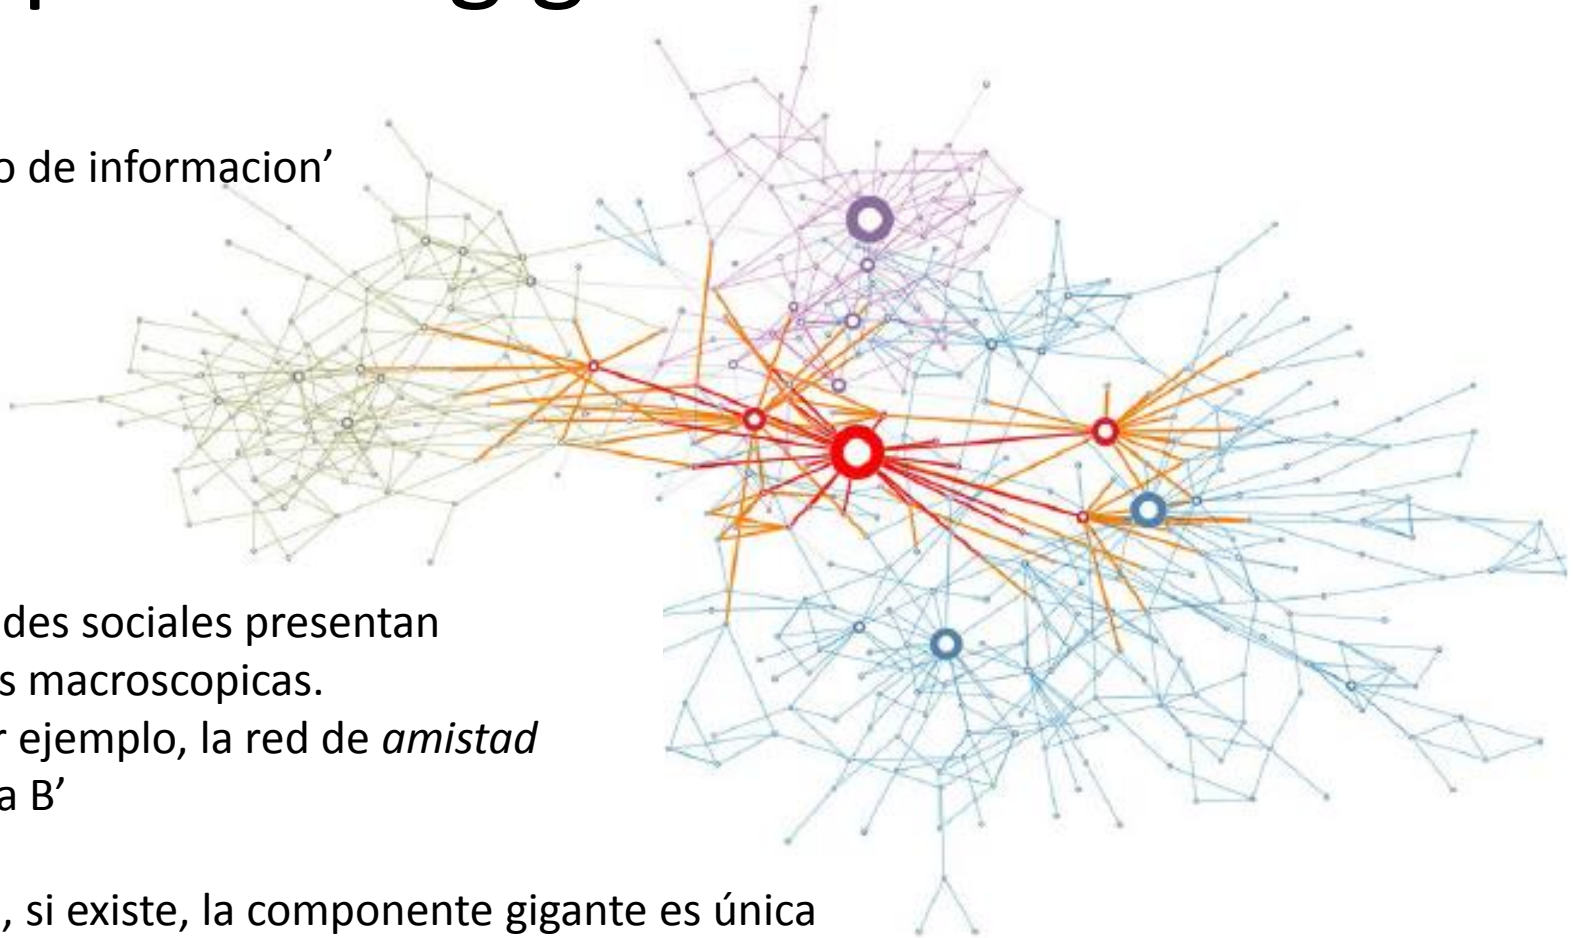 o de informacion’
des sociales presentan
s macroscopicas.
r ejemplo, la red de amistad
a B’
, si existe, la componente gigante es única